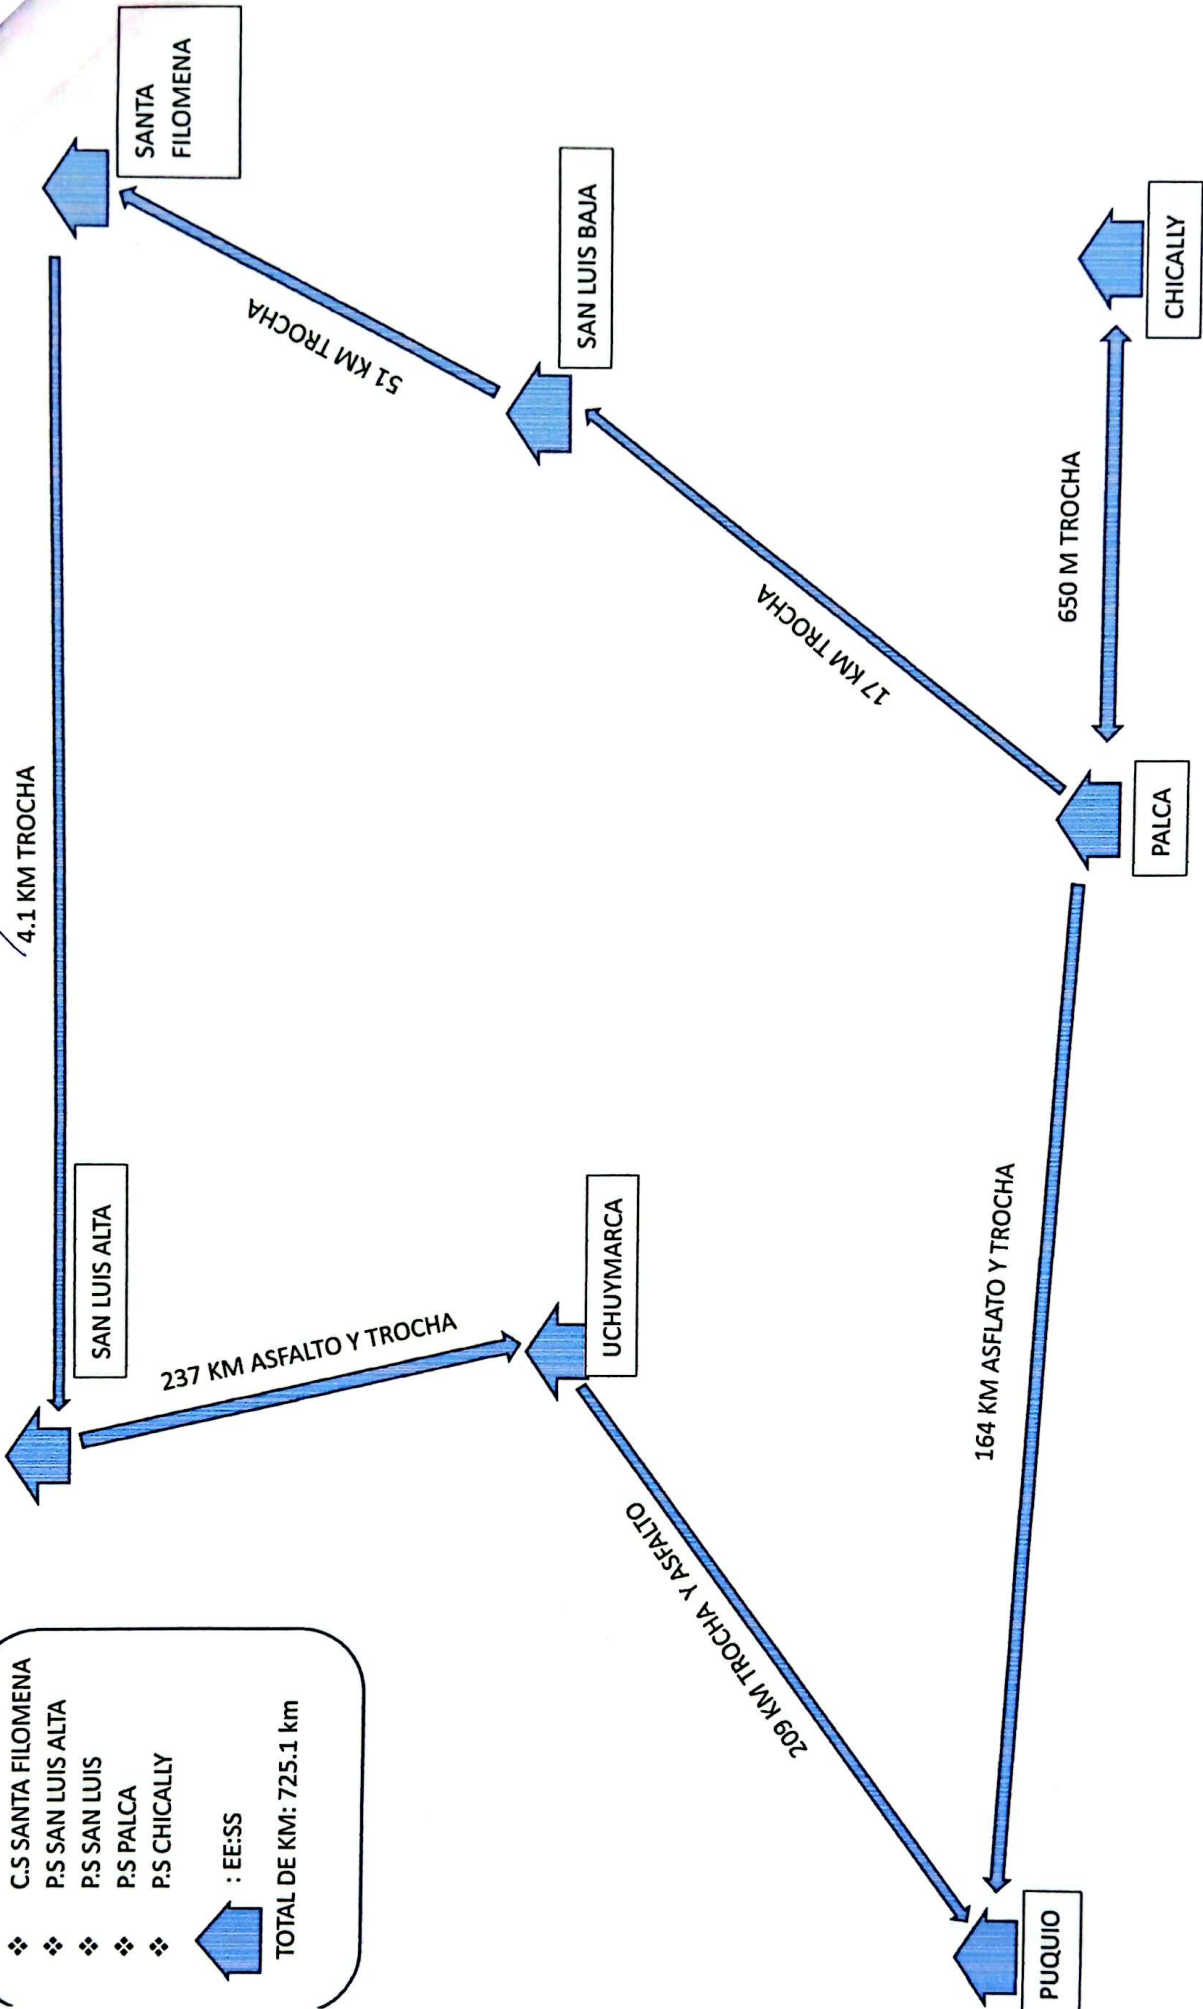 C.S SANTA FILOMENA
P.S SAN LUIS ALTA
P.S SAN LUIS
P.S PALCA
P.S CHICALLY
: EE:SS
TOTAL DE KM: 725.1 km
4.1 KM TROCHA
SANTA
FILOMENA
SAN LUIS ALTA
237 KM ASFALTO Y TROCHA
51 KM TROCHA
UCHUYMARCA
SAN LUIS BAJA
209 KM TROCHA Y ASFALTO
17 KM TROCHA
164 KM ASFLATO Y TROCHA
650 M TROCHA
PUQUIO
PALCA
CHICALLY